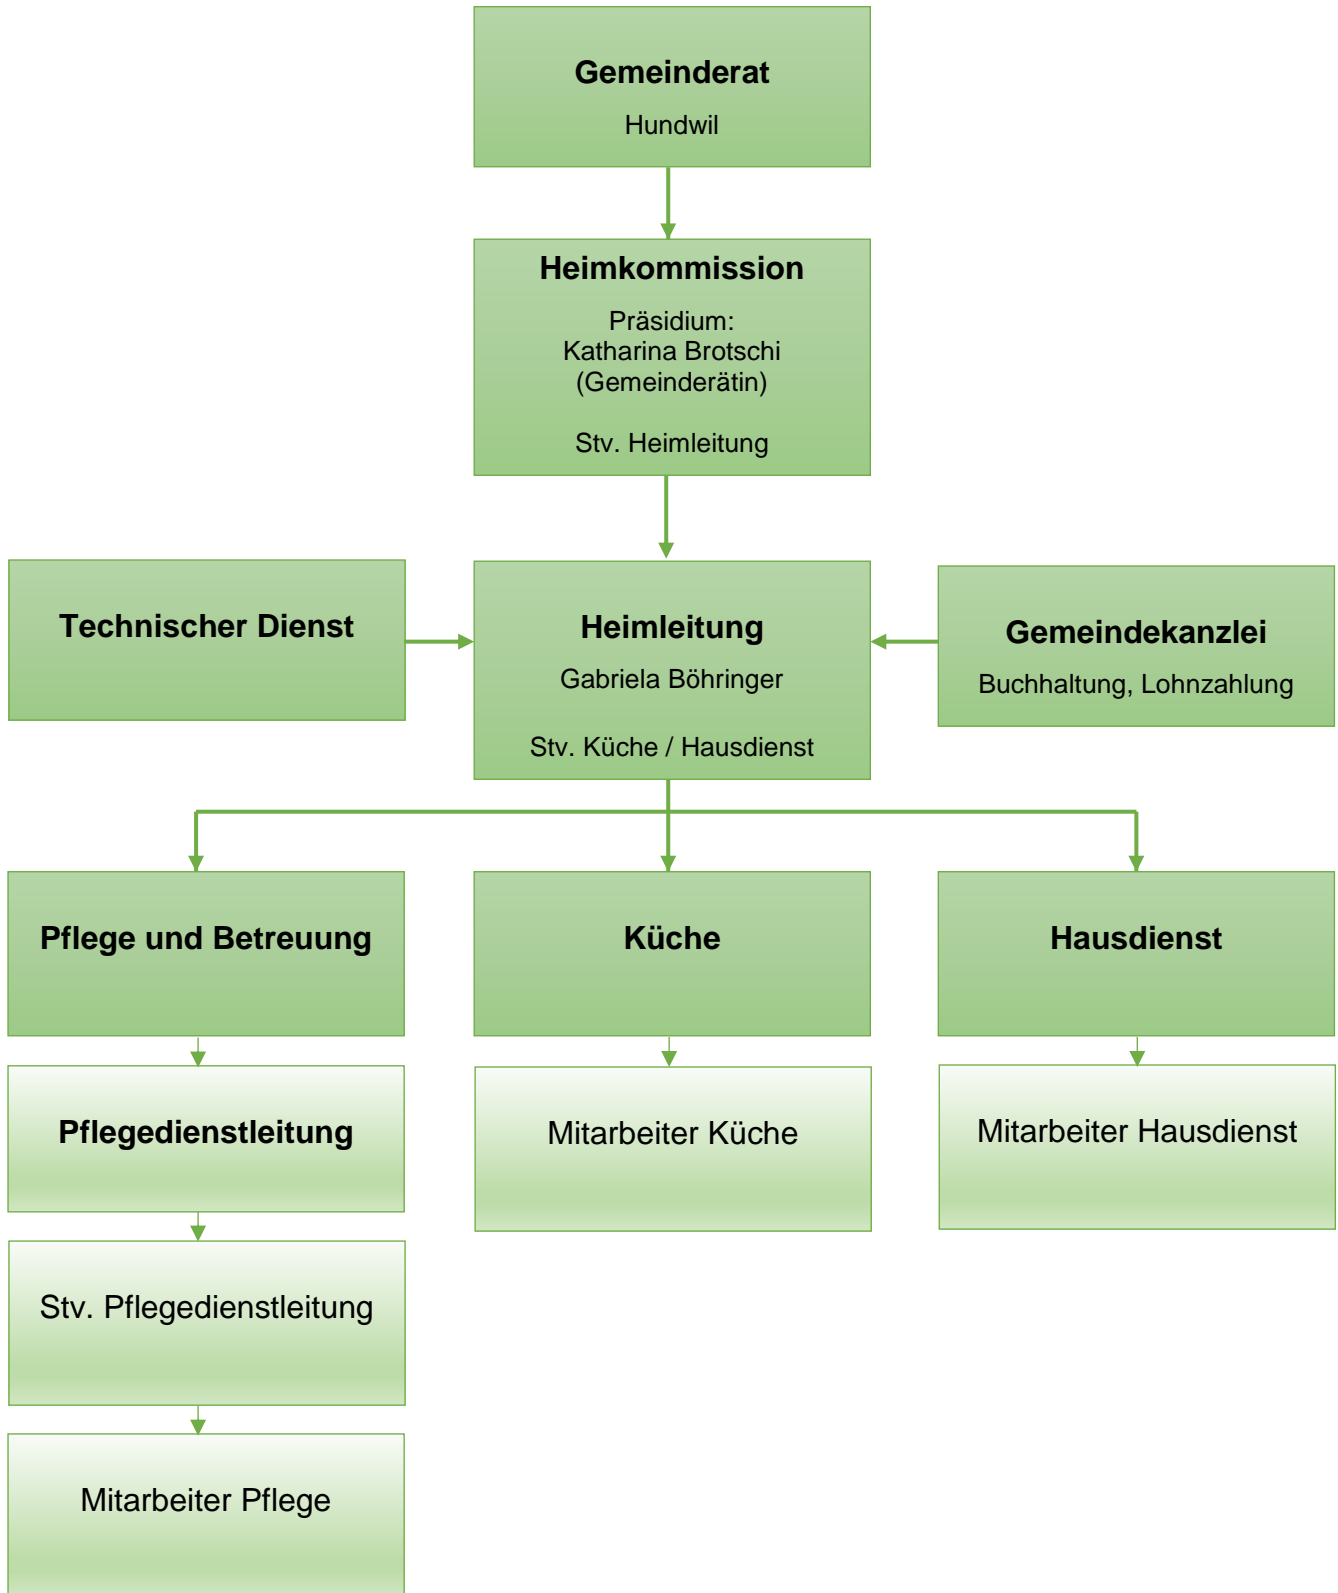 Gemeinderat
Hundwil
Heimkommission
Präsidium:
Katharina Brotschi
(Gemeinderätin)
Stv. Heimleitung
Technischer Dienst
Heimleitung
Gabriela Böhringer
Stv. Küche / Hausdienst
Gemeindekanzlei
Buchhaltung, Lohnzahlung
Pflege und Betreuung
Küche
Hausdienst
Pflegedienstleitung
Mitarbeiter Küche
Mitarbeiter Hausdienst
Stv. Pflegedienstleitung
Mitarbeiter Pflege